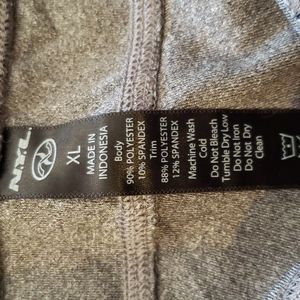 NYL
XL
MADE IN
INDONESIA
Body
90% POLYESTER
10% SPANDEX
Trim
88% POLYESTER
12% SPANDEX
Machine Wash
Cold
Do Not Bleach
Tumble Dry Low
Do Not Iron
Do Not Dry
Clean